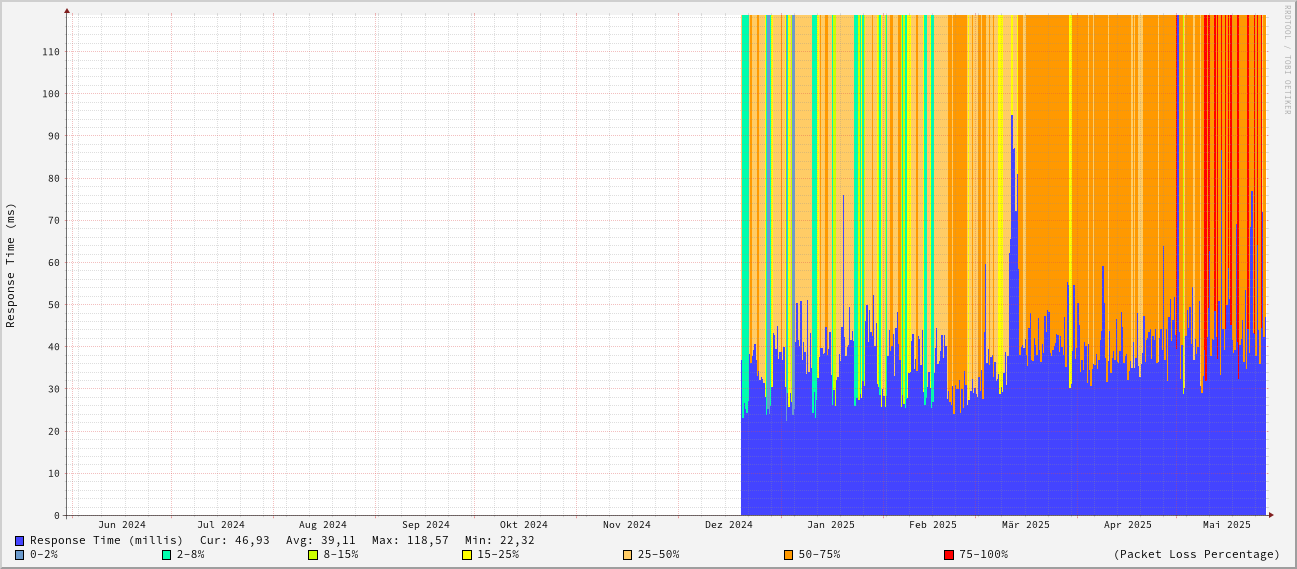 RRDTOOL / TOBI OETIKER
Response Time (ms)
110
100
90
80
70
60
50
40
30
20
10
0
Jun 2024 Jul 2024 Aug 2024 Sep 2024 Okt 2024 Nov 2024 Dez 2024 Jan 2025 Feb 2025 Mär 2025 Apr 2025 Mai 2025
Response Time (millis) Cur: 46,93 Avg: 39,11 Max: 118,57 Min: 22,32
0-2% 2-8% 8-15% 15-25% 25-50% 50-75% 75-100% (Packet Loss Percentage)